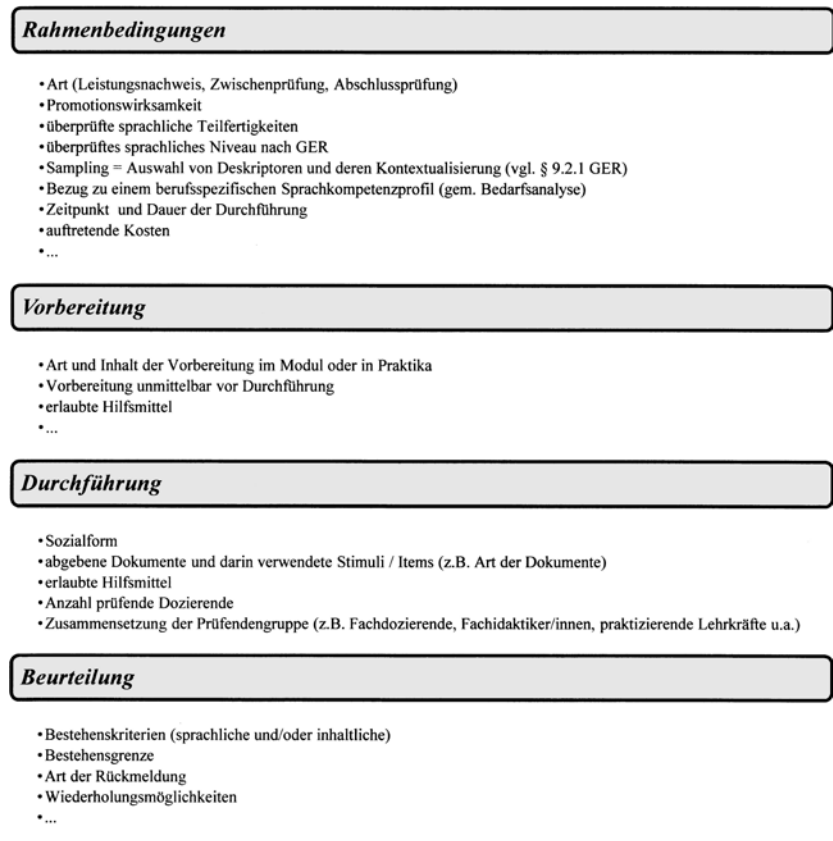 Rahmenbedingungen
• Art (Leistungsnachweis, Zwischenprüfung, Abschlussprüfung)
• Promotionswirksamkeit
• überprüfte sprachliche Teilfertigkeiten
• überprüftes sprachliches Niveau nach GER
• Sampling = Auswahl von Deskriptoren und deren Kontextualisierung (vgl. § 9.2.1 GER)
• Bezug zu einem berufsspezifischen Sprachkompetenzprofil (gem. Bedarfsanalyse)
• Zeitpunkt und Dauer der Durchführung
• auftretende Kosten
• ...
Vorbereitung
• Art und Inhalt der Vorbereitung im Modul oder in Praktika
• Vorbereitung unmittelbar vor Durchführung
• erlaubte Hilfsmittel
• ...
Durchführung
• Sozialform
• abgebene Dokumente und darin verwendete Stimuli / Items (z.B. Art der Dokumente)
• erlaubte Hilfsmittel
• Anzahl prüfende Dozierende
• Zusammensetzung der Prüfendengruppe (z.B. Fachdozierende, Fachidaktiker/innen, praktizierende Lehrkräfte u.a.)
Beurteilung
• Bestehenskriterien (sprachliche und/oder inhaltliche)
• Bestehensgrenze
• Art der Rückmeldung
• Wiederholungsmöglichkeiten
• ...